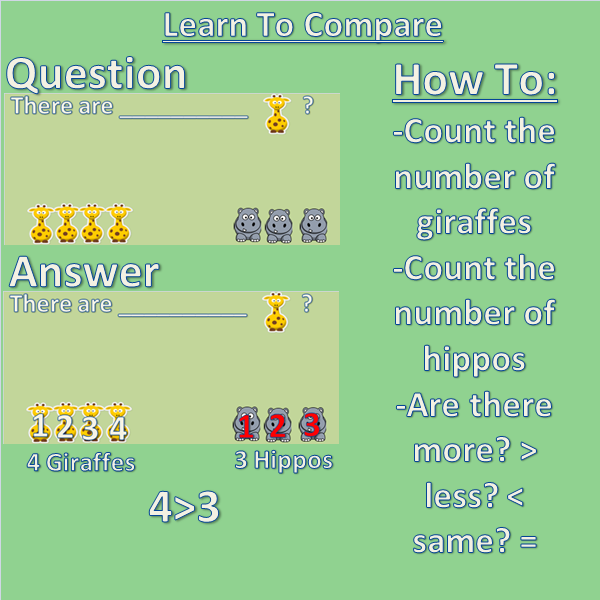 Learn To Compare
Question
There are __________ ?
Answer
There are __________ ?
1 2 3 4
1 2 3
4 Giraffes
3 Hippos
4>3
How To:
-Count the
number of
giraffes
-Count the
number of
hippos
-Are there
more? >
less? <
same? =